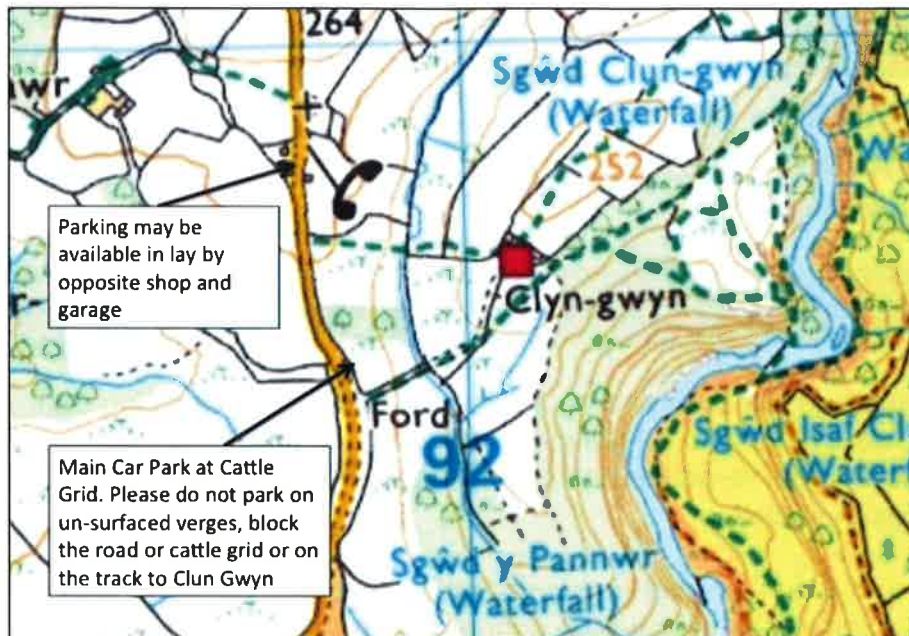 264
wr
Sgŵd Clyn-gwyn
(Waterfall)
252
Wa
Parking may be
available in lay by
opposite shop and
garage
Clyn-gwyn
r-
Ford
92
Sgŵd Isaf Cl
(Waterf
Main Car Park at Cattle
Grid. Please do not park on
un-surfaced verges, block
the road or cattle grid or on
the track to Clun Gwyn
Sgŵd y Pannwr
(Waterfall)